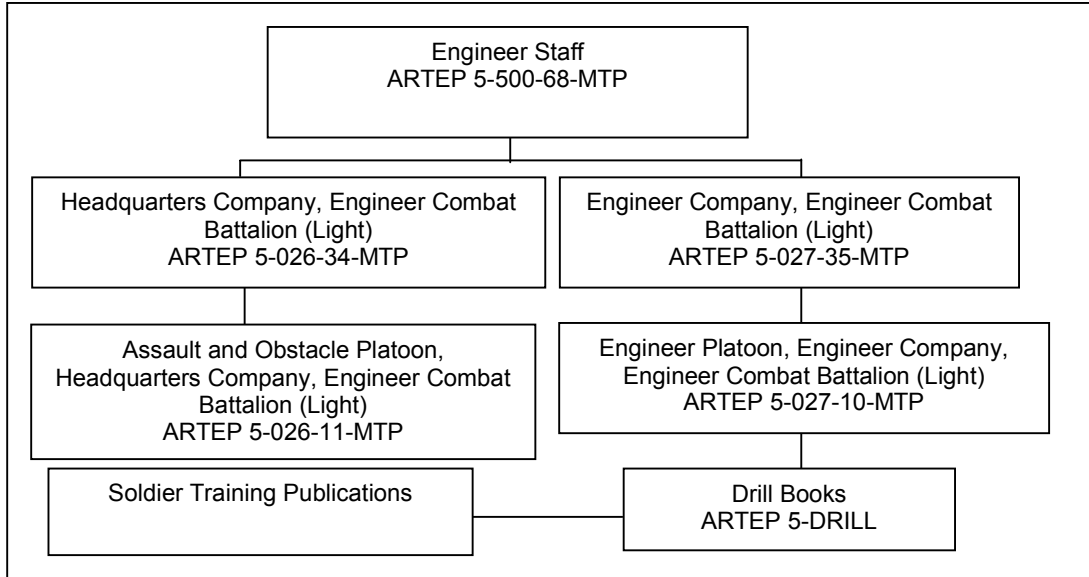 Engineer Staff
ARTEP 5-500-68-MTP
Headquarters Company, Engineer Combat
Battalion (Light)
ARTEP 5-026-34-MTP
Engineer Company, Engineer Combat
Battalion (Light)
ARTEP 5-027-35-MTP
Assault and Obstacle Platoon,
Headquarters Company, Engineer Combat
Battalion (Light)
ARTEP 5-026-11-MTP
Engineer Platoon, Engineer Company,
Engineer Combat Battalion (Light)
ARTEP 5-027-10-MTP
Soldier Training Publications
Drill Books
ARTEP 5-DRILL